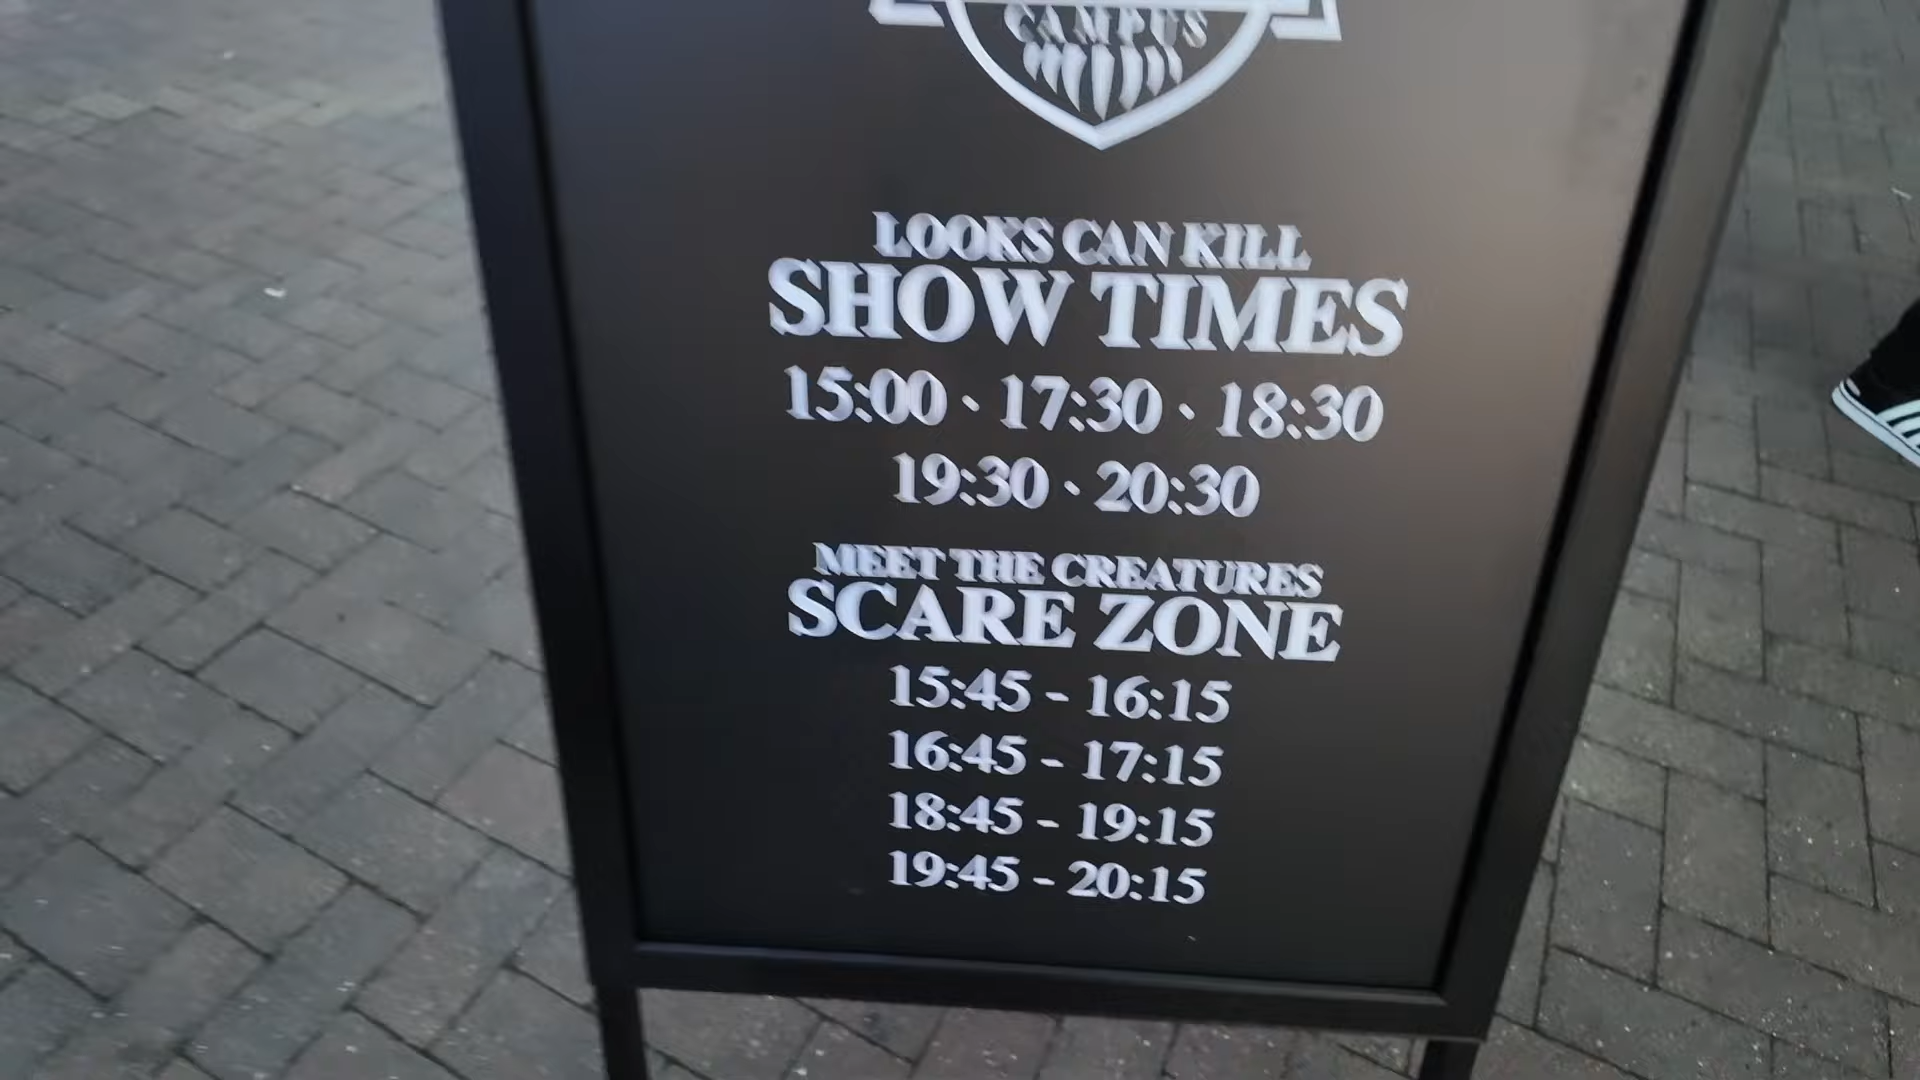 CAMPUS
LOOKS CAN KILL
SHOW TIMES
15:00 · 17:30 · 18:30
19:30 · 20:30
MEET THE CREATURES
SCARE ZONE
15:45 - 16:15
16:45 - 17:15
18:45 - 19:15
19:45 - 20:15